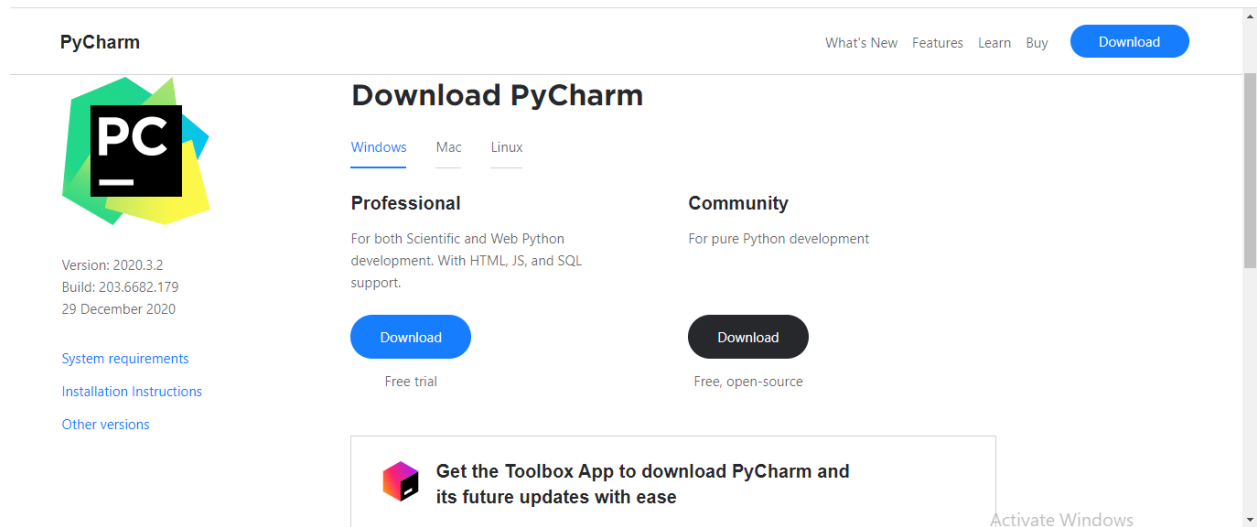 PyCharm
What's New Features Learn Buy Download
PC
Download PyCharm
Windows Mac Linux
Professional
For both Scientific and Web Python
development. With HTML, JS, and SQL
support.
Download
Free trial
Community
For pure Python development
Download
Free, open-source
Version: 2020.3.2
Build: 203.6682.179
29 December 2020
System requirements
Installation Instructions
Other versions
Get the Toolbox App to download PyCharm and
its future updates with ease
Activate Windows